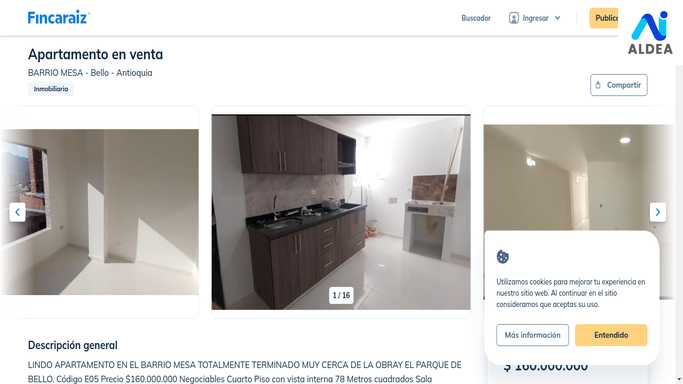 Fincaraiz
Buscador
Ingresar
Publica
ALDEA
Apartamento en venta
BARRIO MESA - Bello - Antioquia
Inmobiliario
Compartir
1 / 16
Utilizamos cookies para mejorar tu experiencia en
nuestro sitio web. Al continuar en el sitio
consideramos que aceptas su uso.
Más información
Entendido
Descripción general
$ 160.000.000
LINDO APARTAMENTO EN EL BARRIO MESA TOTALMENTE TERMINADO MUY CERCA DE LA OBRAY EL PARQUE DE
BELLO. Código E05 Precio $160.000.000 Negociables Cuarto Piso con vista interna 78 Metros cuadrados Sala